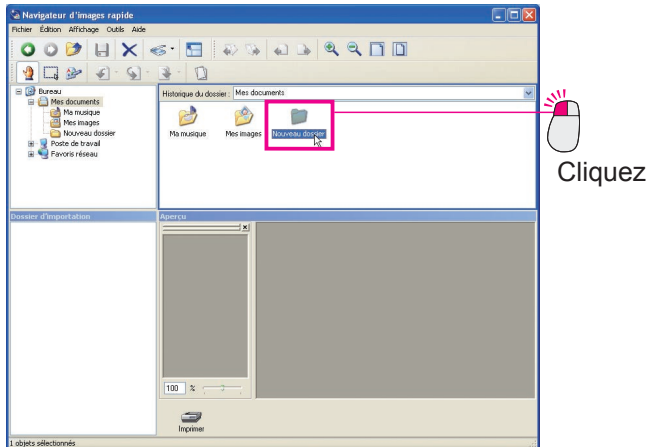 Navigateur d'images rapide
Fichier Édition Affichage Outils Aide
Bureau
Mes documents
Ma musique
Mes images
Nouveau dossier
Poste de travail
Favoris réseau
Historique du dossier : Mes documents
Ma musique
Mes images
Nouveau dossier
Cliquez
Dossier d'importation
Aperçu
100 %
Imprimer
1 objets sélectionnés